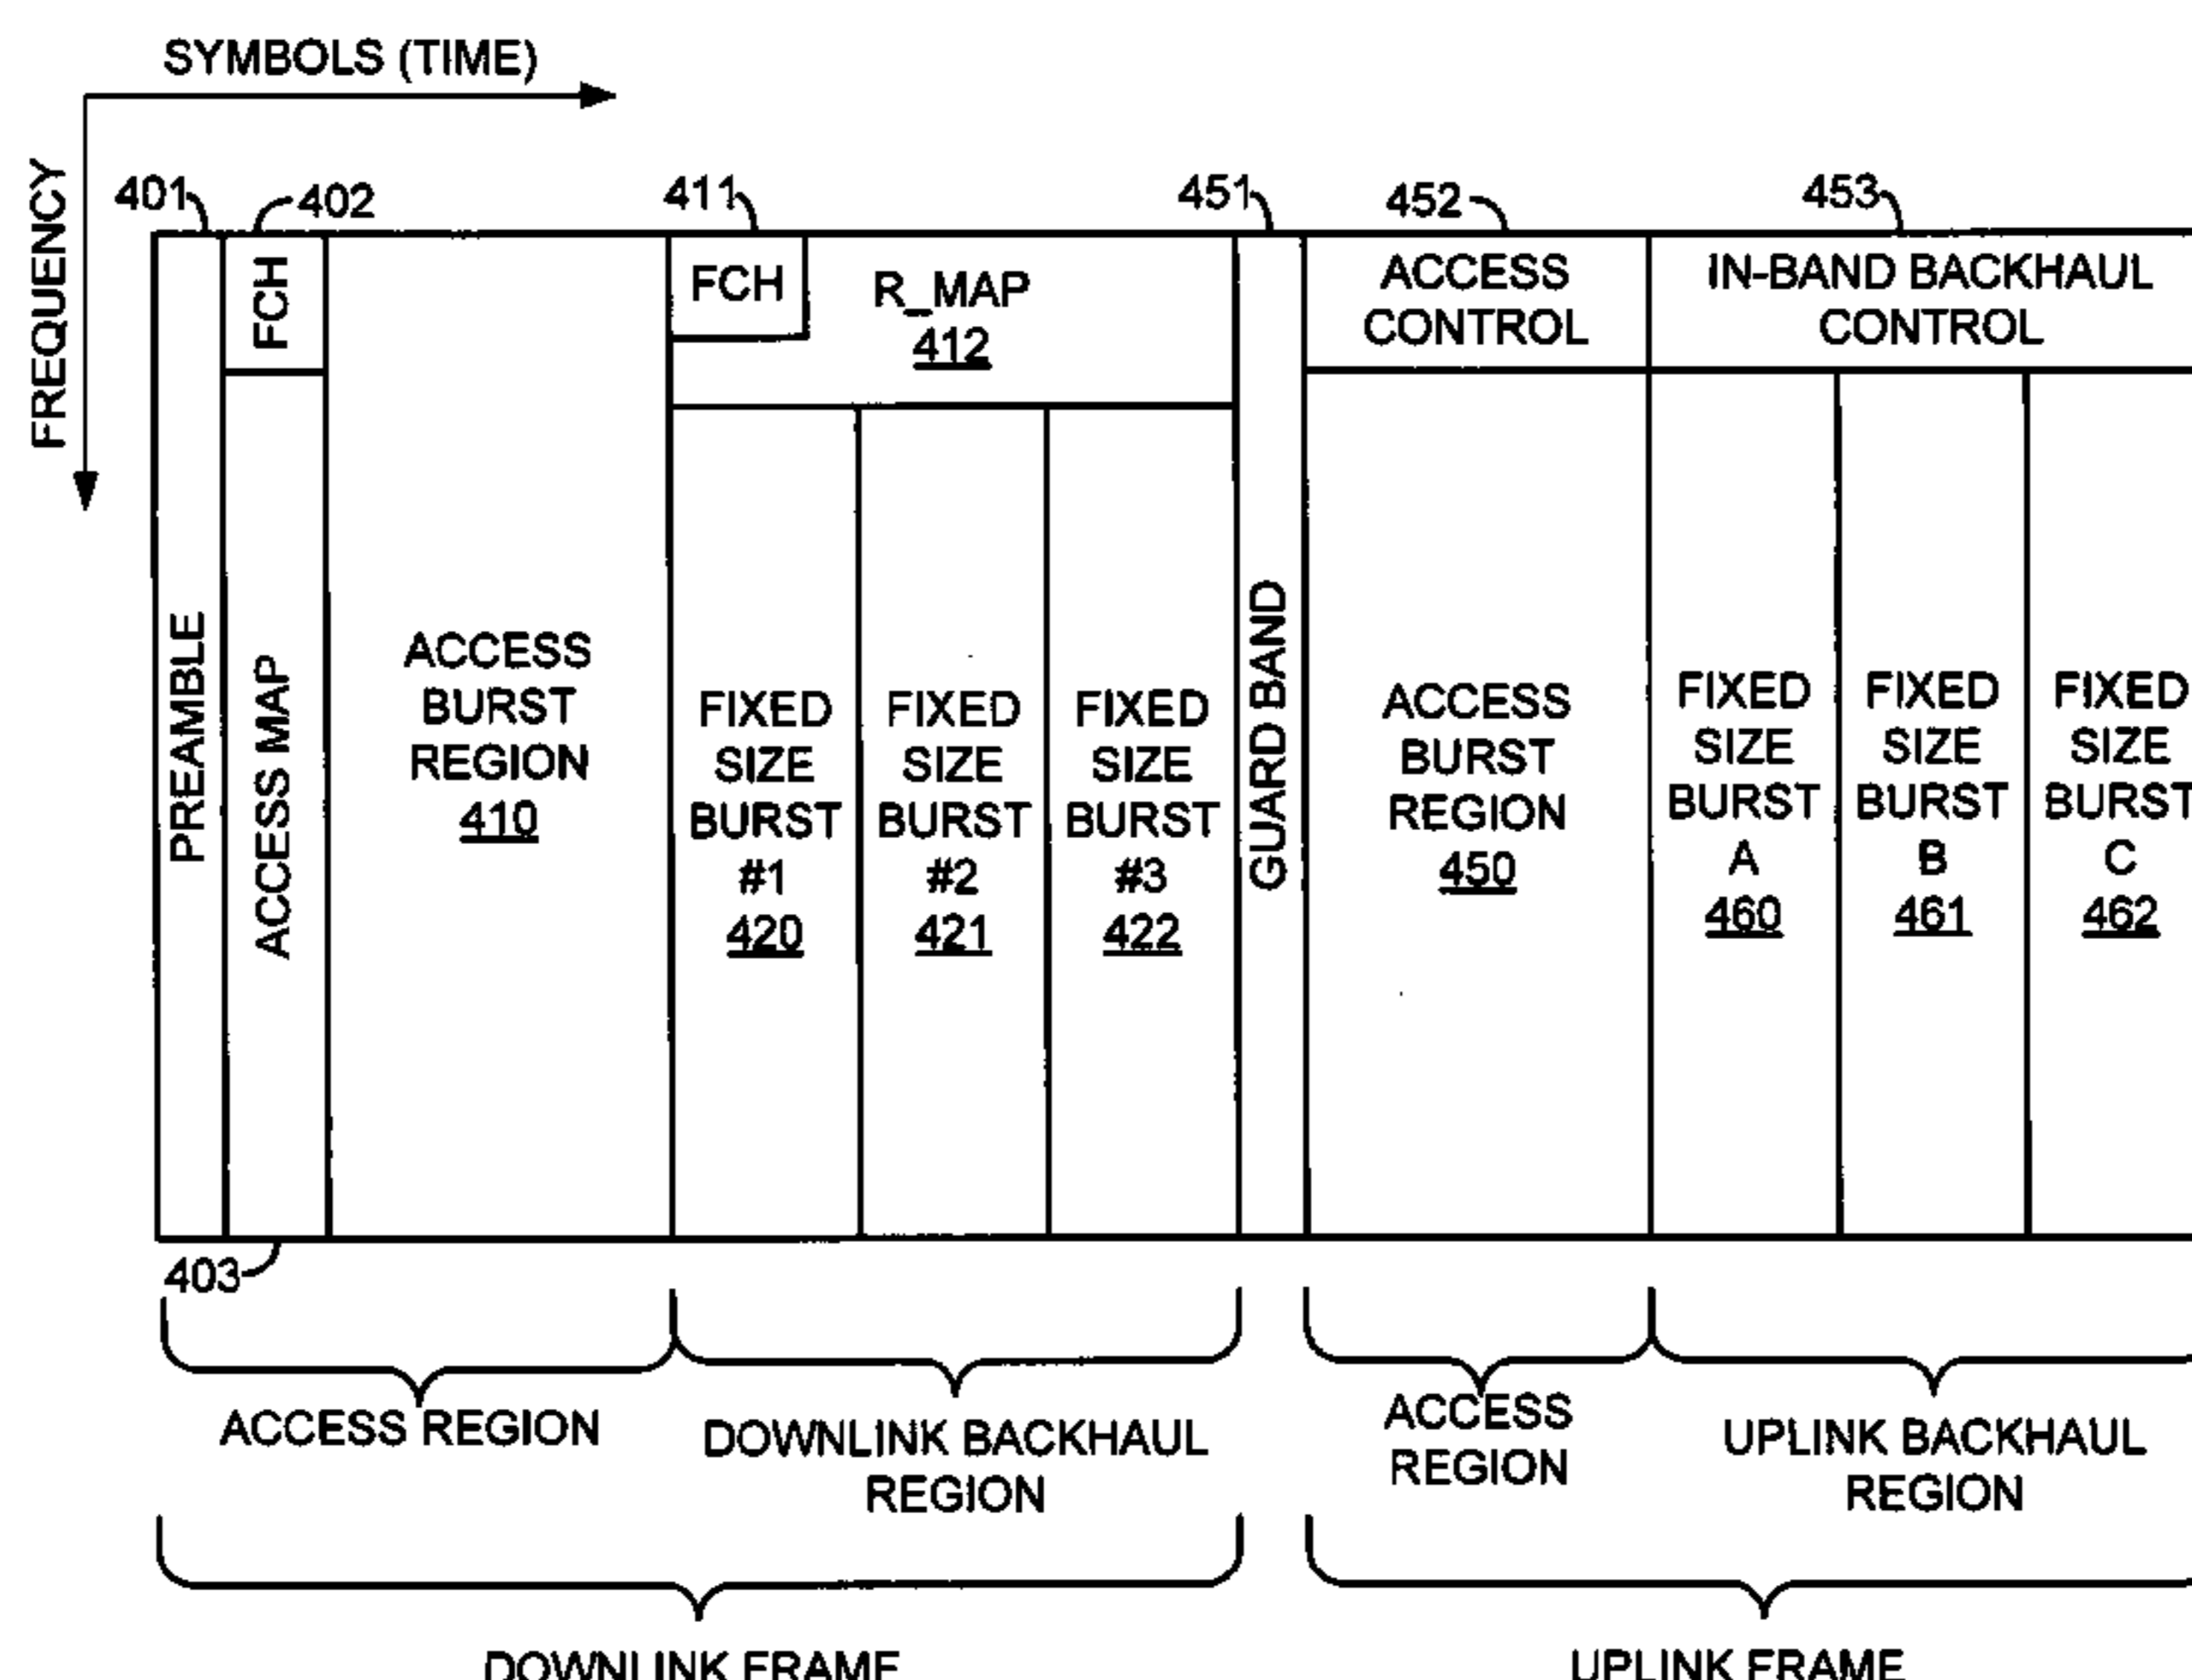 SYMBOLS (TIME)
FREQUENCY
401
402
411
451
452
453
FCH
FCH
R_MAP
412
ACCESS
CONTROL
IN-BAND BACKHAUL
CONTROL
PREAMBLE
ACCESS MAP
ACCESS
BURST
REGION
410
FIXED
SIZE
BURST
#1
420
FIXED
SIZE
BURST
#2
421
FIXED
SIZE
BURST
#3
422
GUARD BAND
ACCESS
BURST
REGION
450
FIXED
SIZE
BURST
A
460
FIXED
SIZE
BURST
B
461
FIXED
SIZE
BURST
C
462
403
ACCESS REGION
DOWNLINK BACKHAUL
REGION
ACCESS
REGION
UPLINK BACKHAUL
REGION
DOWNLINK FRAME
UPLINK FRAME